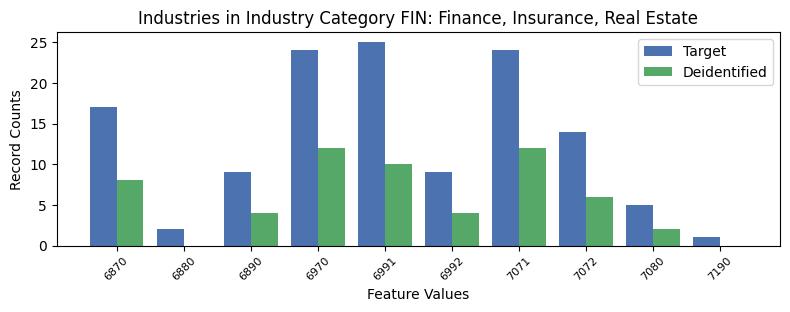 Industries in Industry Category FIN: Finance, Insurance, Real Estate
Target
Deidentified
Record Counts
25
20
15
10
5
0
6870 6880 6890 6970 6991 6992 7071 7072 7080 7190
Feature Values